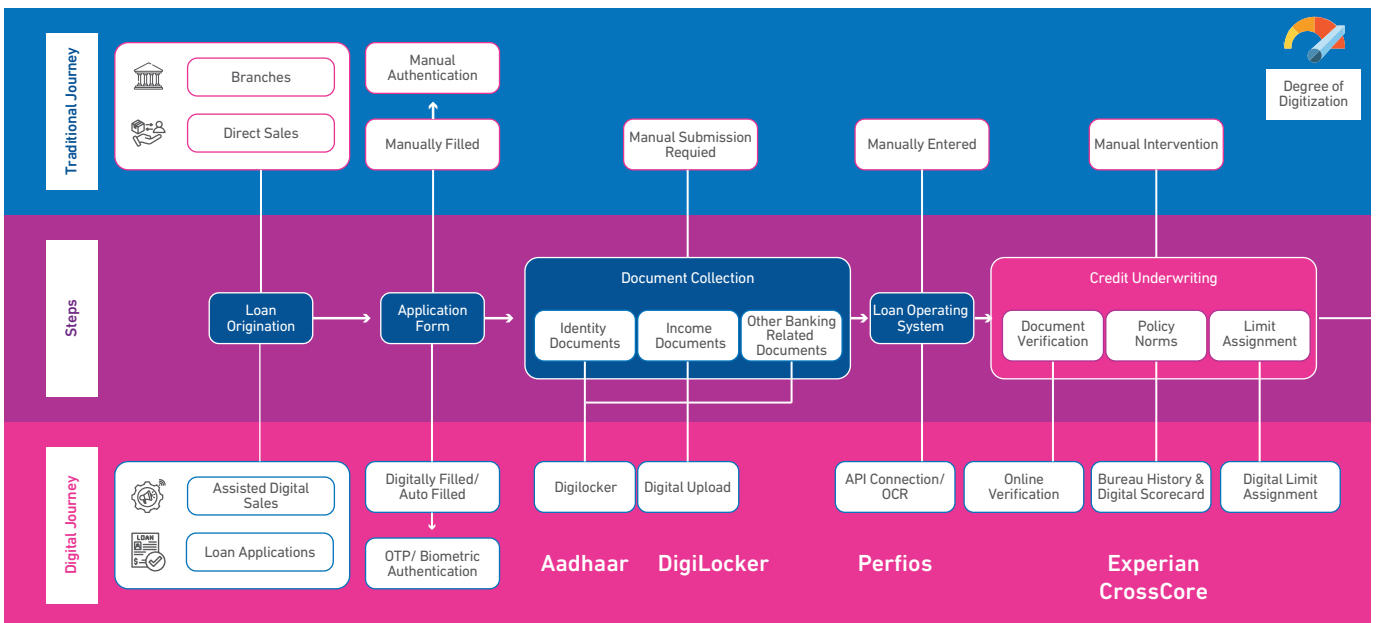 Traditional Journey
Branches
Direct Sales
Manual
Authentication
Manually Filled
Manual Submission
Requied
Manually Entered
Manual Intervention
Degree of
Digitization
Steps
Loan
Origination
Application
Form
Document Collection
Identity
Documents
Income
Documents
Other Banking
Related
Documents
Loan Operating
System
Credit Underwriting
Document
Verification
Policy
Norms
Limit
Assignment
Digital Journey
Assisted Digital
Sales
LOAN
$
Loan Applications
Digitally Filled/
Auto Filled
OTP/ Biometric
Authentication
Digilocker
Digital Upload
API Connection/
OCR
Online
Verification
Bureau History &
Digital Scorecard
Digital Limit
Assignment
Aadhaar
DigiLocker
Perfios
Experian
CrossCore